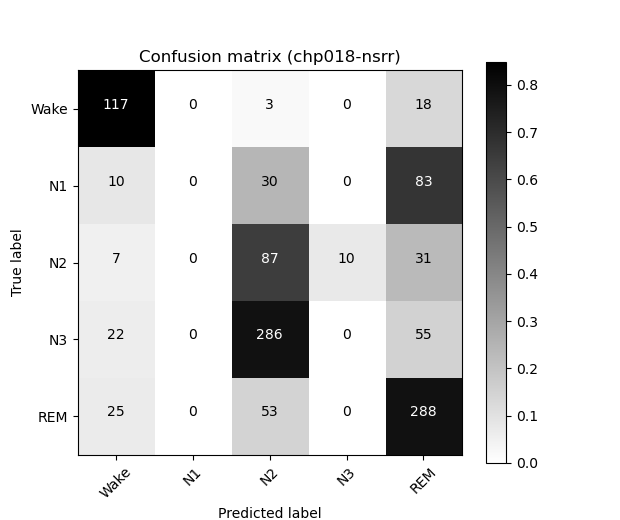 Confusion matrix (chp018-nsrr)
Wake 117 0 3 0 18
N1 10 0 30 0 83
N2 7 0 87 10 31
N3 22 0 286 0 55
REM 25 0 53 0 288
Wake N1 N2 N3 REM
Predicted label
True label
0.8
0.7
0.6
0.5
0.4
0.3
0.2
0.1
0.0